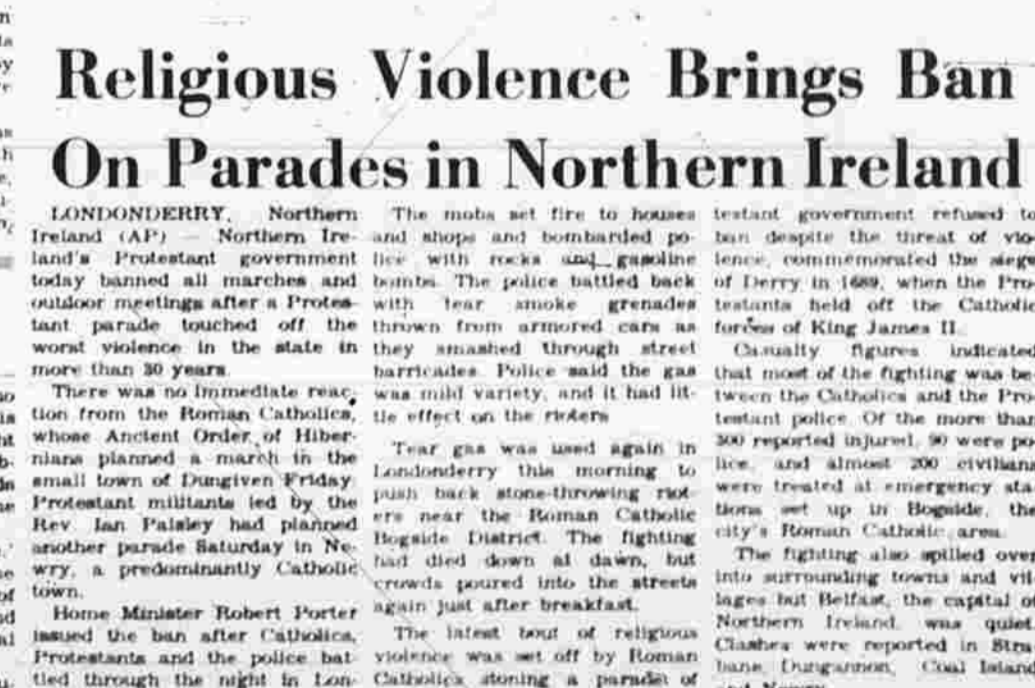 Religious Violence Brings Ban
On Parades in Northern Ireland
LONDONDERRY, Northern
Ireland (AP) — Northern Ire-
land's Protestant government
today banned all marches and
outdoor meetings after a Protes-
tant parade touched off the
worst violence in the state in
more than 30 years.
There was no immediate reac-
tion from the Roman Catholics,
whose Ancient Order of Hiber-
nians planned a march in the
small town of Dungiven Friday.
Protestant militants led by the
Rev. Ian Paisley had planned
another parade Saturday in Ne-
wry, a predominantly Catholic
town.
Home Minister Robert Porter
issued the ban after Catholics,
Protestants and the police bat-
tled through the night in Lon-
The mobs set fire to houses
and shops and bombarded po-
lice with rocks and gasoline
bombs. The police battled back
with tear smoke grenades
thrown from armored cars as
they smashed through street
barricades. Police said the gas
was mild variety, and it had lit-
tle effect on the rioters
Tear gas was used again in
Londonderry this morning to
push back stone-throwing riot-
ers near the Roman Catholic
Bogside District. The fighting
had died down at dawn, but
crowds poured into the streets
again just after breakfast.
The latest bout of religious
violence was set off by Roman
Catholics stoning a parade of
testant government refused to
ban despite the threat of vio-
lence, commemorated the siege
of Derry in 1689, when the Pro-
testants held off the Catholic
forces of King James II.
Casualty figures indicated
that most of the fighting was be-
tween the Catholics and the Pro-
testant police. Of the more than
300 reported injured, 90 were po-
lice, and almost 200 civilians
were treated at emergency sta-
tions set up in Bogside, the
city's Roman Catholic area.
The fighting also spilled over
into surrounding towns and vil-
lages but Belfast, the capital of
Northern Ireland, was quiet.
Clashes were reported in Stra-
bane, Dungannon, Coal Island
and Newry